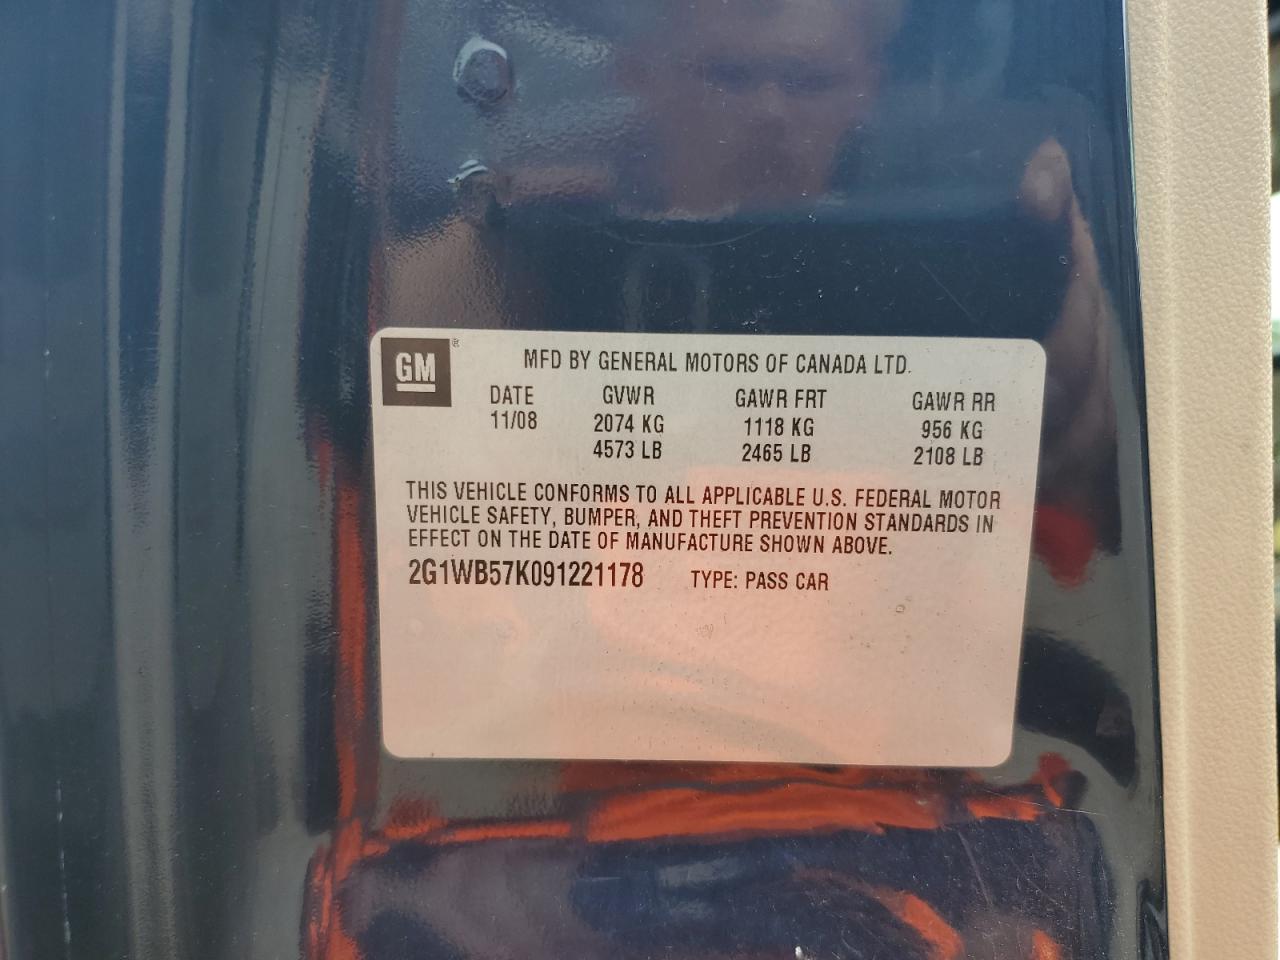 GM ® MFD BY GENERAL MOTORS OF CANADA LTD.
DATE GVWR GAWR FRT GAWR RR
11/08 2074 KG 1118 KG 956 KG
4573 LB 2465 LB 2108 LB
THIS VEHICLE CONFORMS TO ALL APPLICABLE U.S. FEDERAL MOTOR
VEHICLE SAFETY, BUMPER, AND THEFT PREVENTION STANDARDS IN
EFFECT ON THE DATE OF MANUFACTURE SHOWN ABOVE.
2G1WB57K091221178 TYPE: PASS CAR